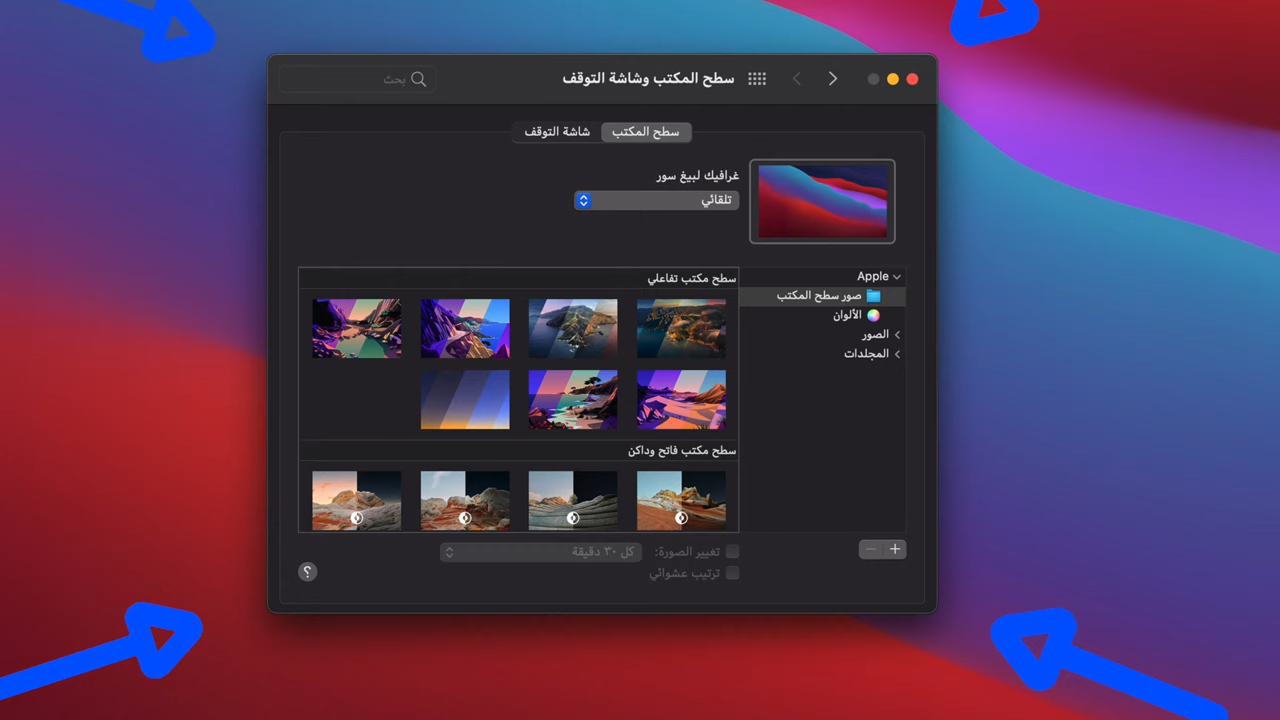 سطح المكتب وشاشة التوقف
بحث
سطح المكتب
شاشة التوقف
غرافيك لبيغ سور
تلقائي
Apple
صور سطح المكتب
الألوان
الصور
المجلدات
سطح مكتب تفاعلي
سطح مكتب فاتح وداكن
تغيير الصورة:
كل ٣٠ دقيقة
ترتيب عشوائي
؟